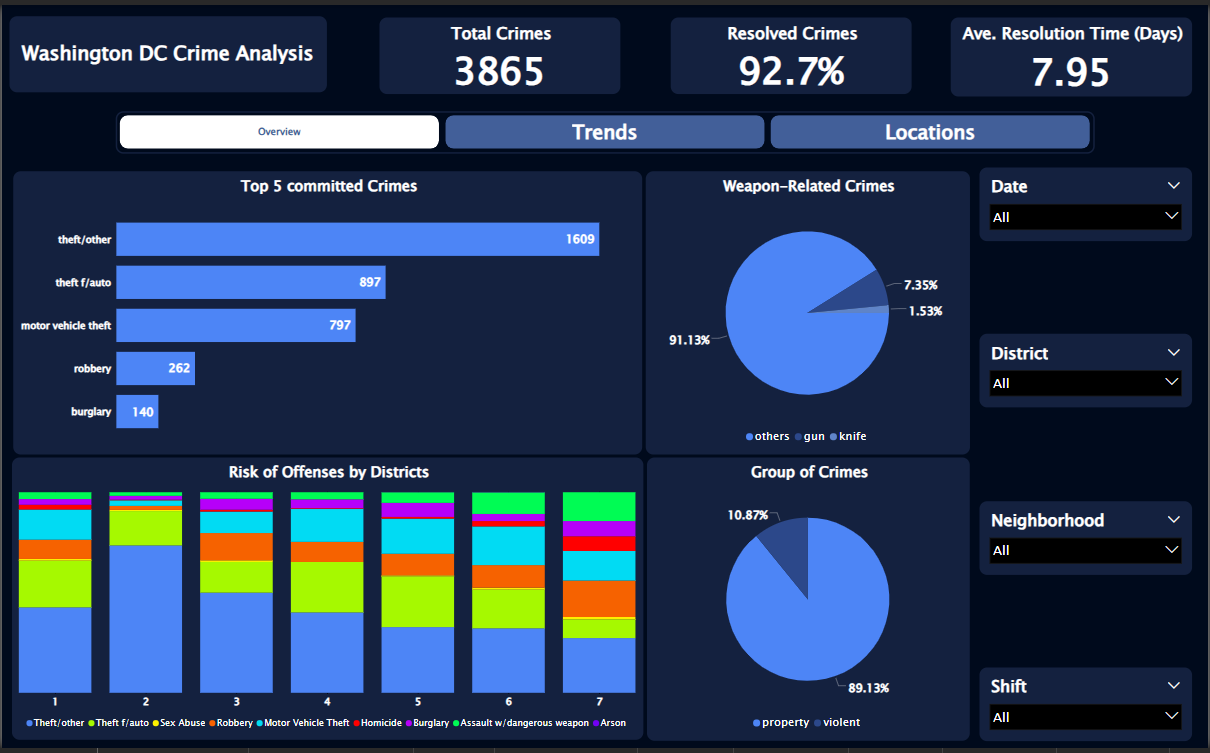 Washington DC Crime Analysis
Total Crimes
3865
Resolved Crimes
92.7%
Ave. Resolution Time (Days)
7.95
Overview
Trends
Locations
Top 5 committed Crimes
theft/other
1609
theft f/auto
897
motor vehicle theft
797
robbery
262
burglary
140
Weapon-Related Crimes
7.35%
1.53%
91.13%
others gun knife
Date
All
District
All
Neighborhood
All
Shift
All
Risk of Offenses by Districts
1 2 3 4 5 6 7
Theft/other Theft f/auto Sex Abuse Robbery Motor Vehicle Theft Homicide Burglary Assault w/dangerous weapon Arson
Group of Crimes
10.87%
89.13%
property violent